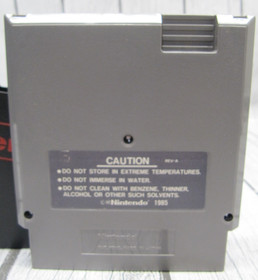 CAUTION
REV-A
●DO NOT STORE IN EXTREME TEMPERATURES.
●DO NOT IMMERSE IN WATER.
●DO NOT CLEAN WITH BENZENE, THINNER,
ALCOHOL OR OTHER SUCH SOLVENTS.
©Nintendo 1985